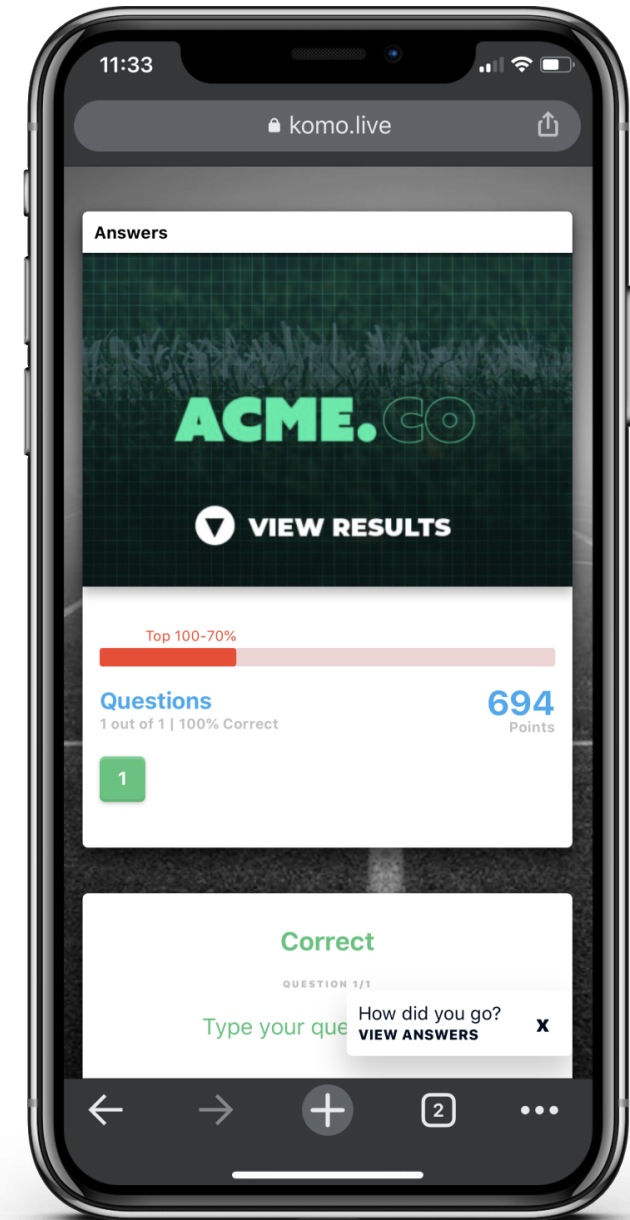 11:33
komo.live
Answers
ACME.CO
VIEW RESULTS
Top 100-70%
Questions
694
1 out of 1 | 100% Correct
Points
1
Correct
QUESTION 1/1
Type your que
How did you go?
VIEW ANSWERS
X
2